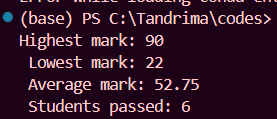 (base) PS C:\Tandrima\codes>
Highest mark: 90
Lowest mark: 22
Average mark: 52.75
Students passed: 6